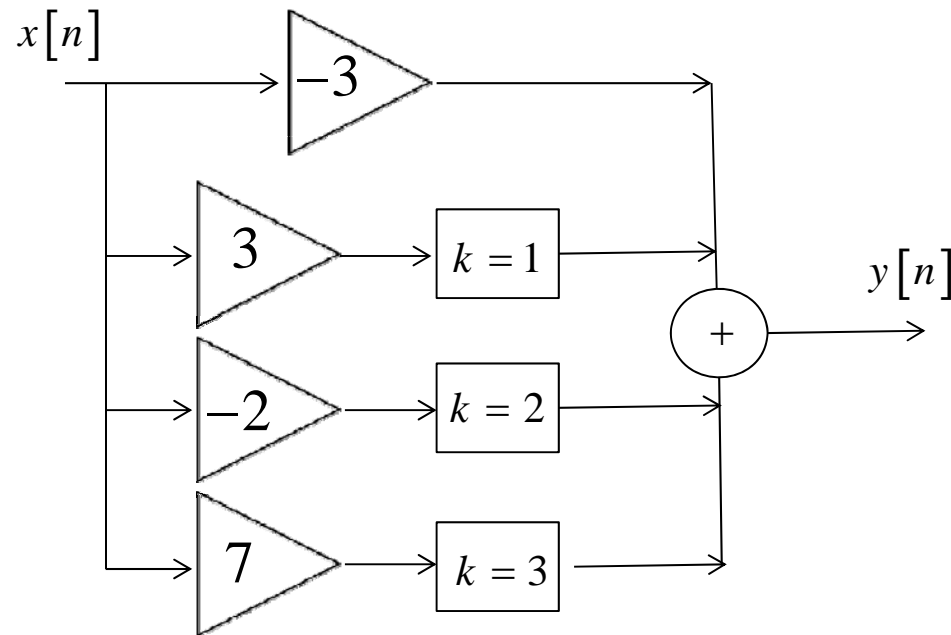 x[n]
−3
3
k = 1
y[n]
+
−2
k = 2
7
k = 3